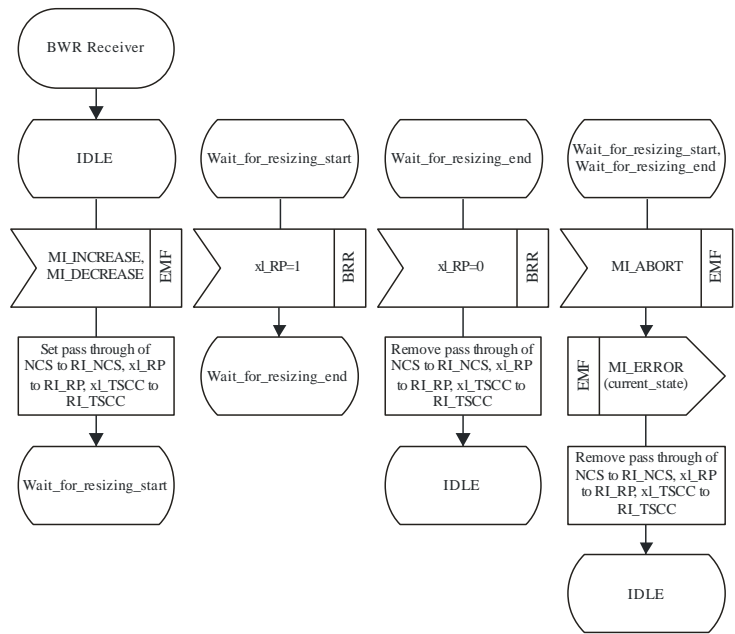 BWR Receiver
IDLE
MI_INCREASE,
MI_DECREASE
EMF
Set pass through of
NCS to RI_NCS, xl_RP
to RI_RP, xl_TSCC to
RI_TSCC
Wait_for_resizing_start
Wait_for_resizing_start
xl_RP=1
BRR
Wait_for_resizing_end
Wait_for_resizing_end
xl_RP=0
BRR
Remove pass through of
NCS to RI_NCS, xl_RP
to RI_RP, xl_TSCC to
RI_TSCC
IDLE
Wait_for_resizing_start,
Wait_for_resizing_end
MI_ABORT
EMF
EMF
MI_ERROR
(current_state)
Remove pass through of
NCS to RI_NCS, xl_RP
to RI_RP, xl_TSCC to
RI_TSCC
IDLE